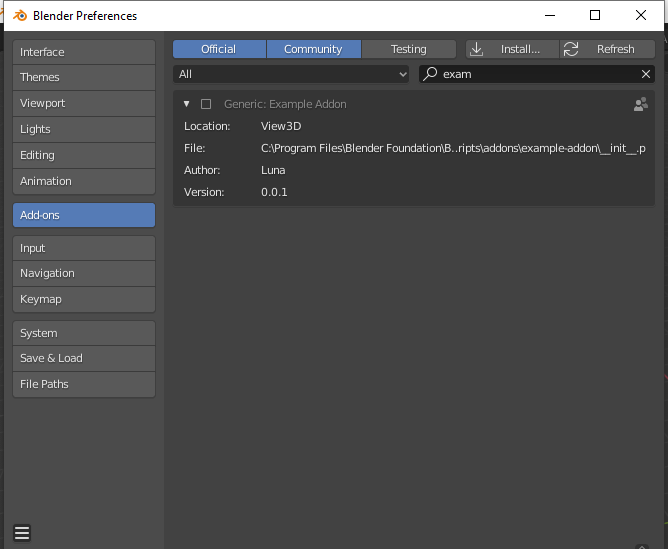 Blender Preferences
Interface
Themes
Viewport
Lights
Editing
Animation
Add-ons
Input
Navigation
Keymap
System
Save & Load
File Paths
Official Community Testing Install... Refresh
All exam
Generic: Example Addon
Location: View3D
File: C:\Program Files\Blender Foundation\B..ripts\addons\example-addon\__init__.p
Author: Luna
Version: 0.0.1